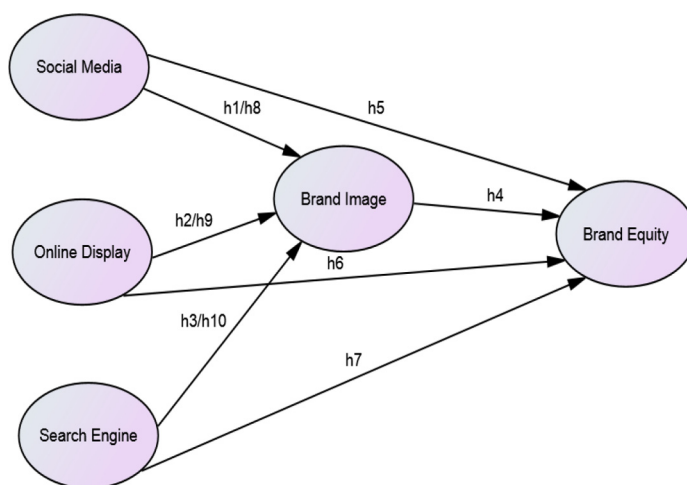 Social Media
h1/h8
h5
Brand Image
h4
h2/h9
Brand Equity
Online Display
h6
h3/h10
h7
Search Engine